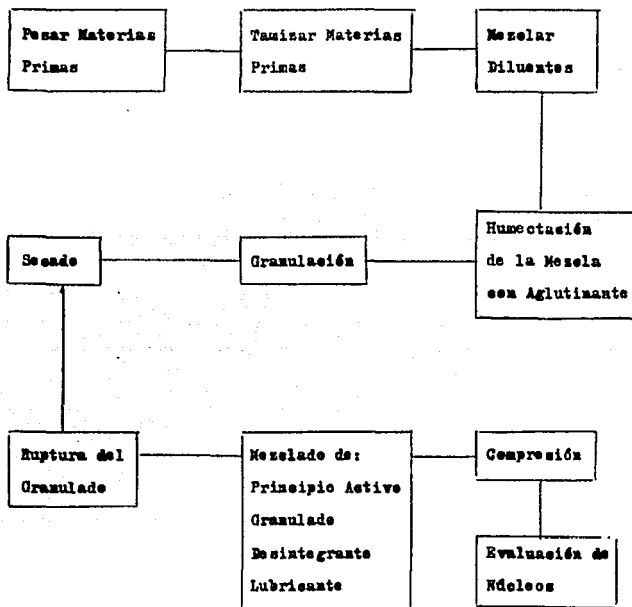 Pesar Materias
Primas
Tamizar Materias
Primas
Mezclar
Diluentes
Secado
Granulación
Humectación
de la Mezcla
con Aglutinante
Ruptura del
Granulado
Mezclado de:
Principio Activo
Granulado
Desintegrante
Lubricante
Compresión
Evaluación de
Núcleos